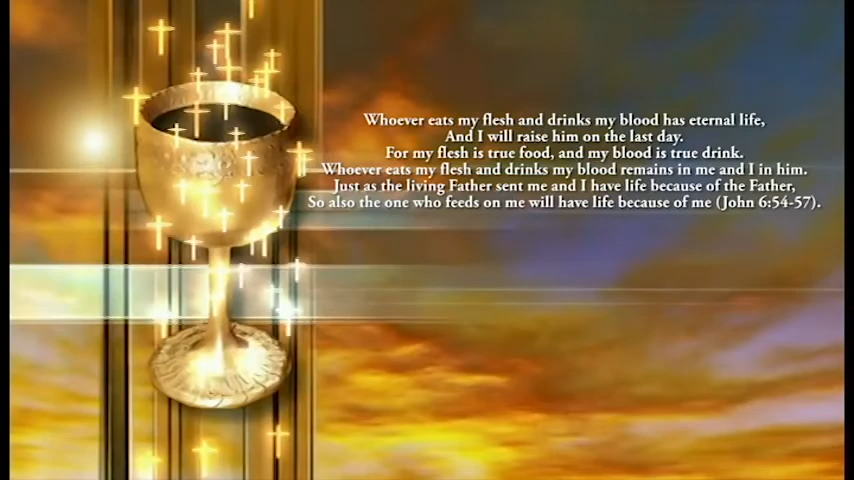 Whoever eats my flesh and drinks my blood has eternal life,
And I will raise him on the last day.
For my flesh is true food, and my blood is true drink.
Whoever eats my flesh and drinks my blood remains in me and I in him.
Just as the living Father sent me and I have life because of the Father,
So also the one who feeds on me will have life because of me (John 6:54-57).